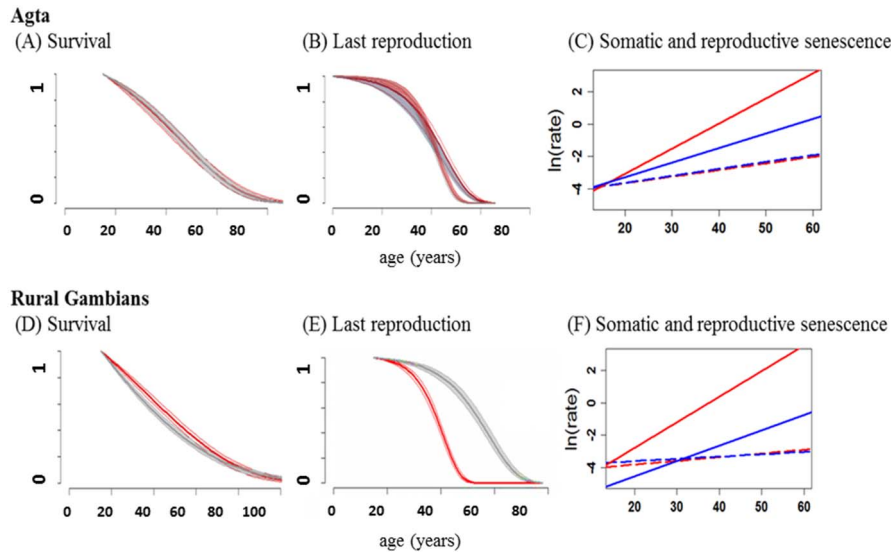 Agta
(A) Survival
(B) Last reproduction
(C) Somatic and reproductive senescence
1
0
0 20 40 60 80
1
0
0 20 40 60 80
age (years)
ln(rate)
2
0
-2
-4
20 30 40 50 60
Rural Gambians
(D) Survival
(E) Last reproduction
(F) Somatic and reproductive senescence
1
0
0 20 40 60 80 100
1
0
0 20 40 60 80
age (years)
ln(rate)
2
0
-2
-4
20 30 40 50 60